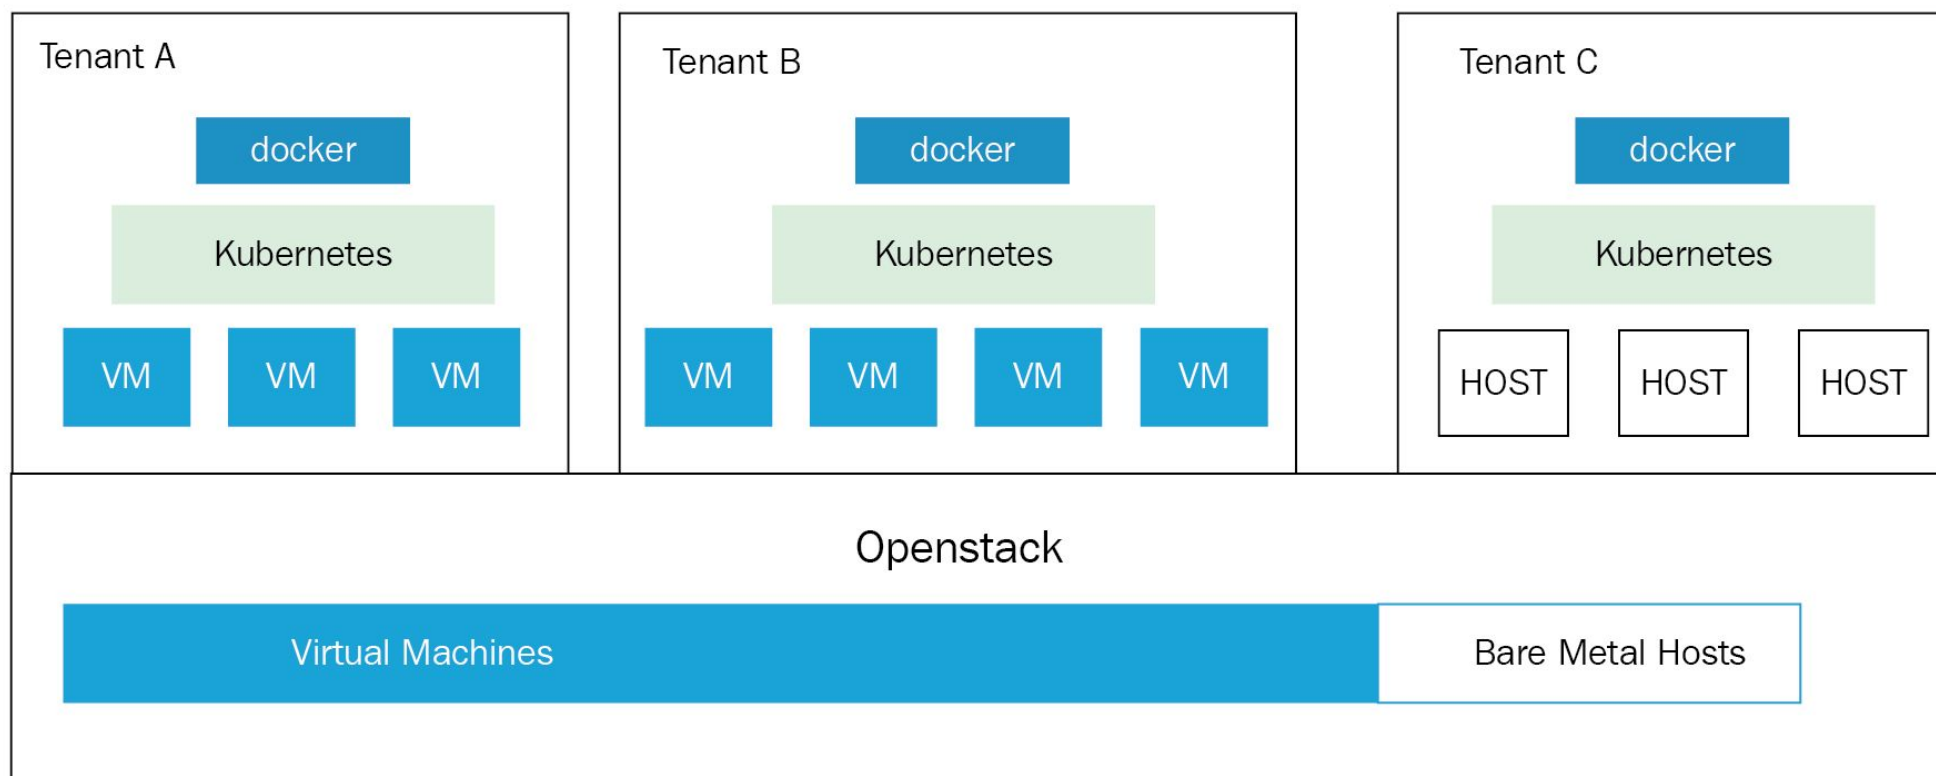 Tenant A
docker
Kubernetes
VM VM VM
Tenant B
docker
Kubernetes
VM VM VM VM
Tenant C
docker
Kubernetes
HOST HOST HOST
Openstack
Virtual Machines
Bare Metal Hosts